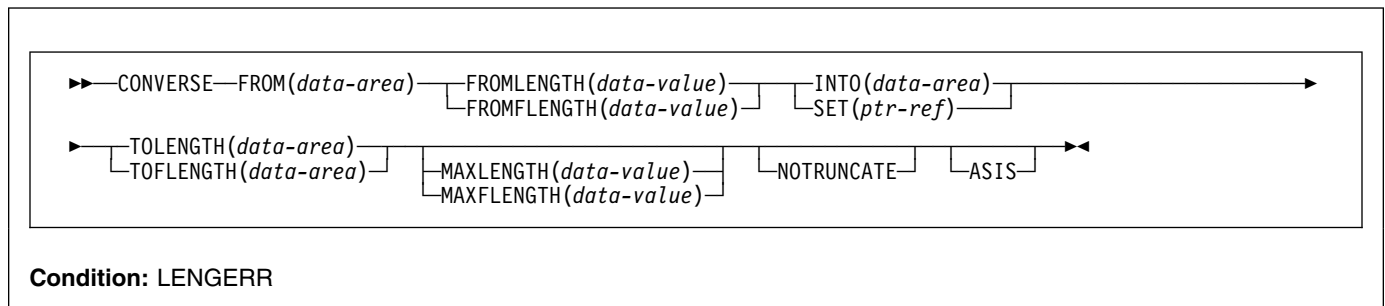 CONVERSE FROM(data-area) FROMLENGTH(data-value) INTO(data-area)
FROMFLENGTH(data-value) SET(ptr-ref)
TOLENGTH(data-area)
TOFLENGTH(data-area) MAXLENGTH(data-value) NOTRUNCATE ASIS
MAXFLENGTH(data-value)
Condition: LENGERR